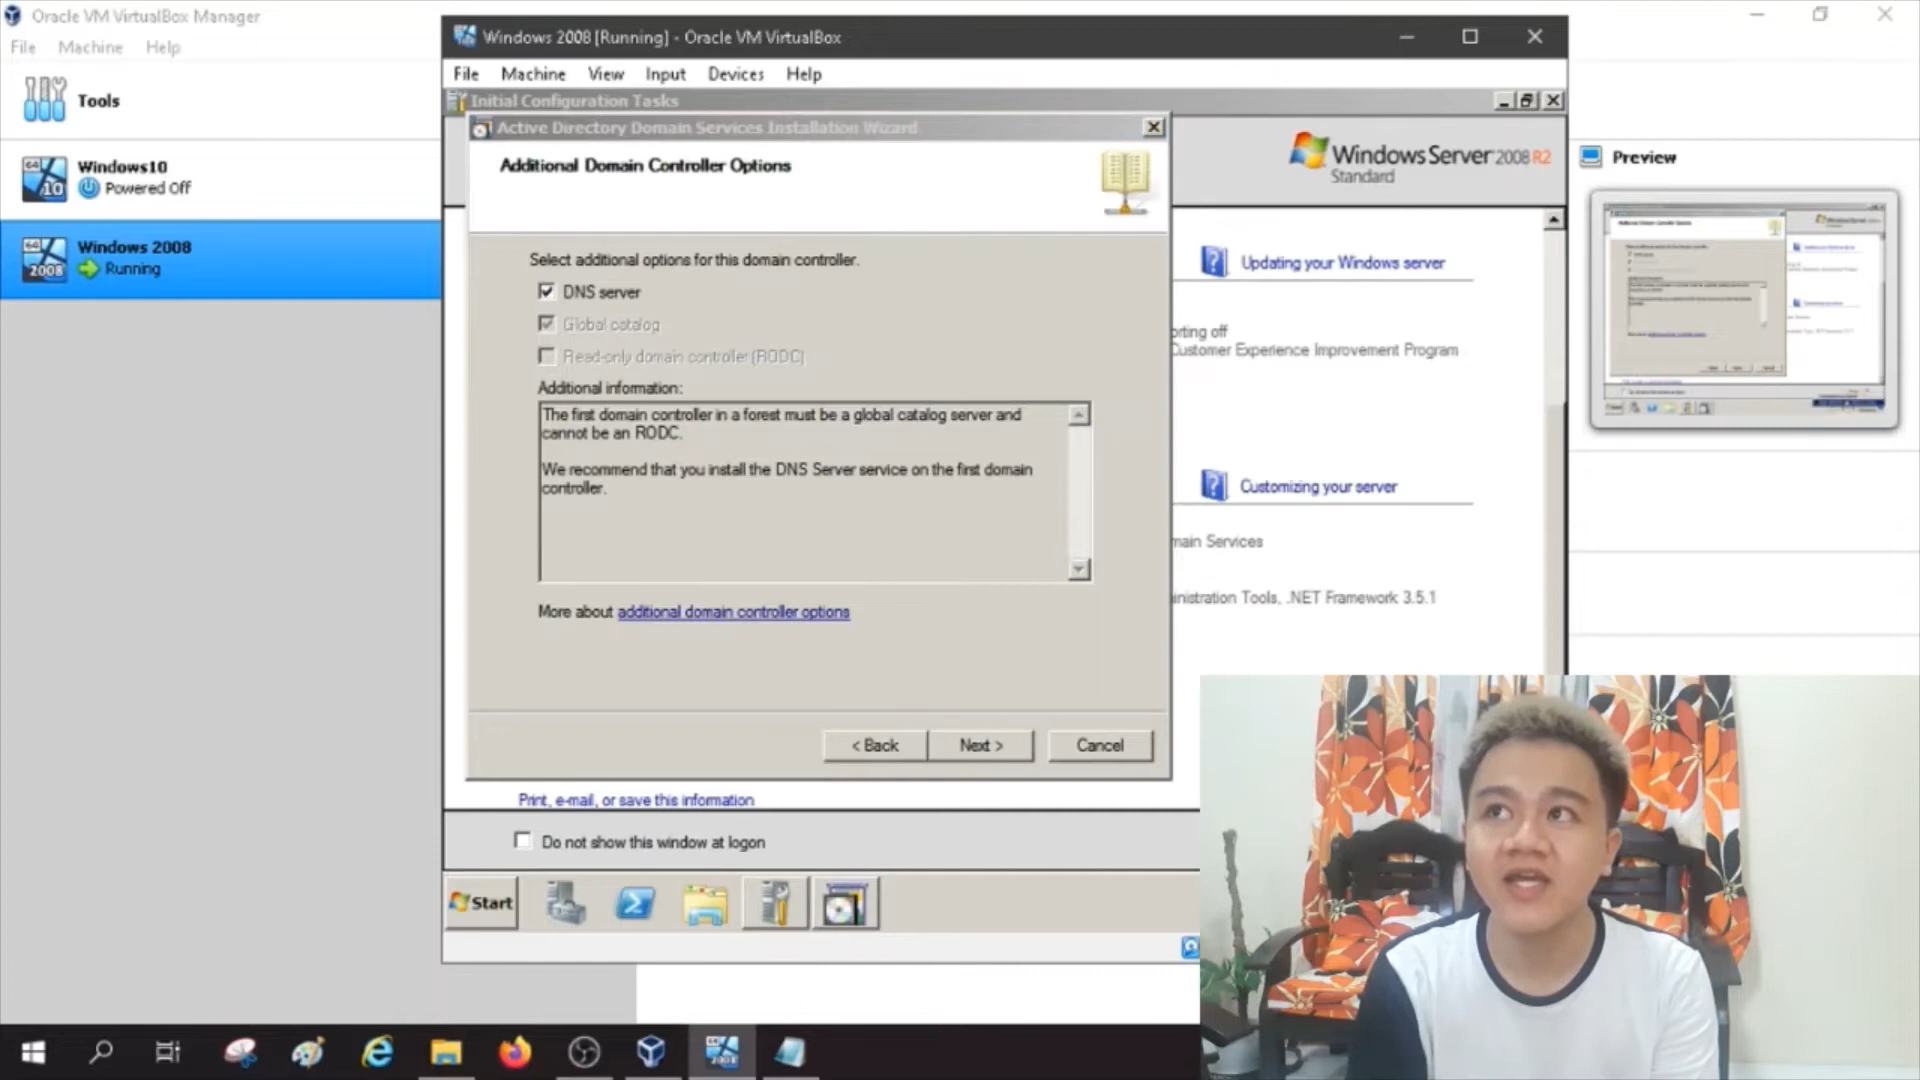 Oracle VM VirtualBox Manager
File Machine Help
Tools
Windows10
Powered Off
Windows 2008
Running
Windows 2008 [Running] - Oracle VM VirtualBox
File Machine View Input Devices Help
Initial Configuration Tasks
Active Directory Domain Services Installation Wizard
Additional Domain Controller Options
Select additional options for this domain controller.
DNS server
Global catalog
Read-only domain controller (RODC)
Additional information:
The first domain controller in a forest must be a global catalog server and
cannot be an RODC.
We recommend that you install the DNS Server service on the first domain
controller.
More about additional domain controller options
< Back
Next >
Cancel
Windows Server 2008 R2
Standard
Updating your Windows server
orting off
Customer Experience Improvement Program
Customizing your server
main Services
inistration Tools, .NET Framework 3.5.1
Print, e-mail, or save this information
Do not show this window at logon
Start
Preview
64
10
64
2008
64
2008